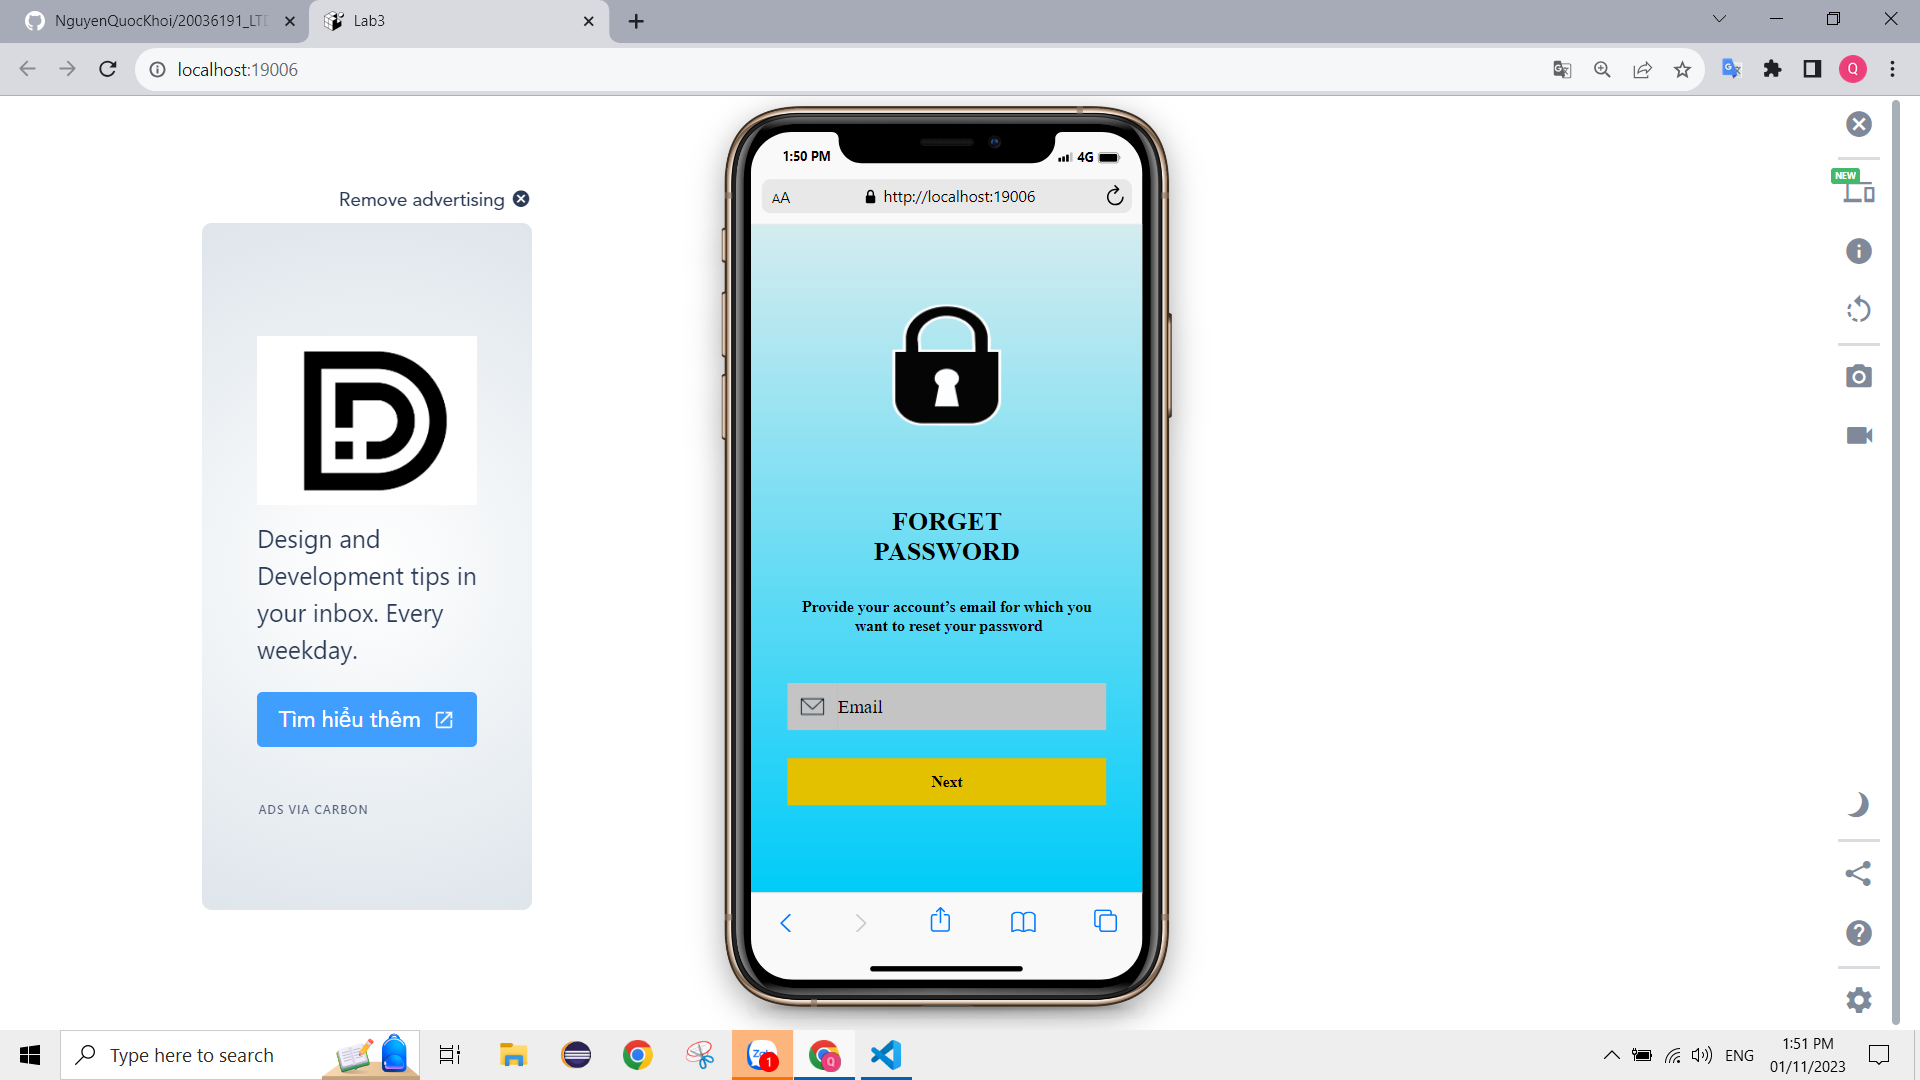 NguyenQuocKhoi/20036191_LTD
Lab3
localhost:19006
NEW
Remove advertising
Design and
Development tips in
your inbox. Every
weekday.
Tìm hiểu thêm
ADS VIA CARBON
1:50 PM
4G
AA
http://localhost:19006
FORGET
PASSWORD
Provide your account’s email for which you
want to reset your password
Email
Next
Type here to search
1
Q
Q
ENG
1:51 PM
01/11/2023